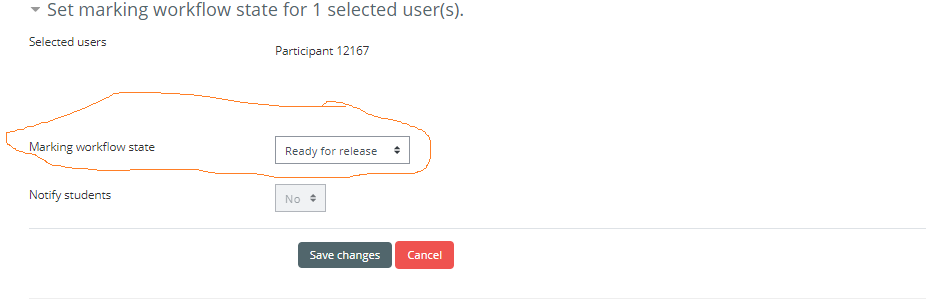 Set marking workflow state for 1 selected user(s).
Selected users
Participant 12167
Marking workflow state
Ready for release
Notify students
No
Save changes
Cancel